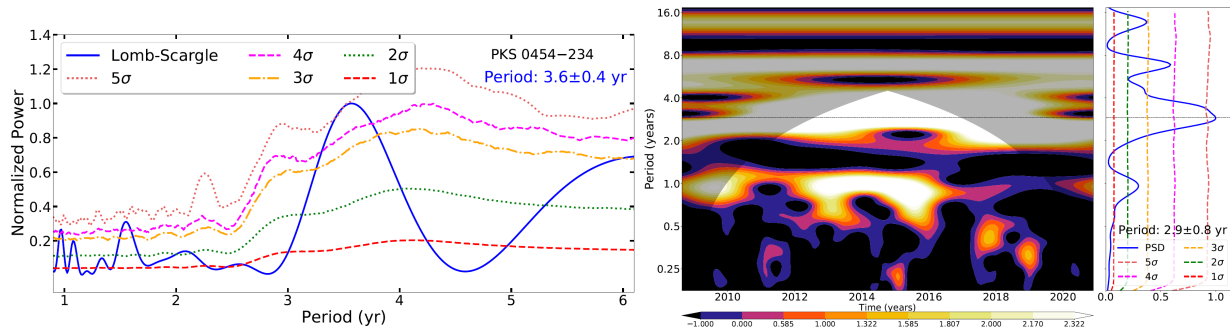 1.4
1.2
1.0
0.8
0.6
0.4
0.2
Normalized Power
Lomb-Scargle
5σ
4σ
3σ
2σ
1σ
PKS 0454−234
Period: 3.6±0.4 yr
1 2 3 4 5 6
Period (yr)
16.0
8.0
4.0
2.0
1.0
0.5
0.25
Period (years)
2010 2012 2014 2016 2018 2020
Time (years)
−1.000 0.000 0.585 1.000 1.322 1.585 1.807 2.000 2.170 2.322
Period: 2.9±0.8 yr
PSD
5σ
4σ
3σ
2σ
1σ
0.0 0.5 1.0